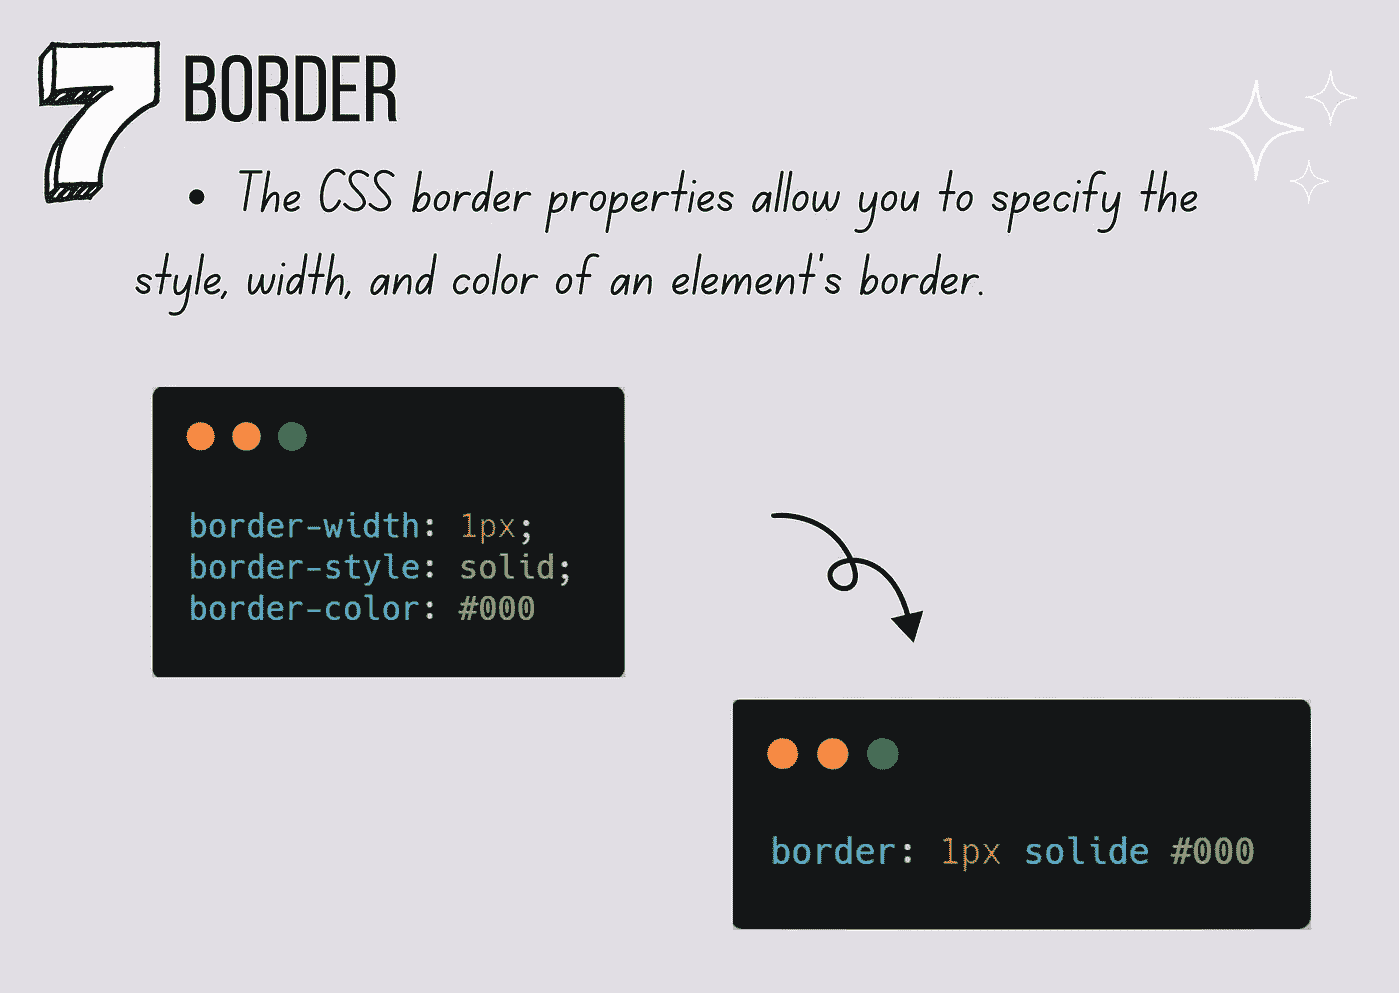 7 BORDER
• The CSS border properties allow you to specify the
style, width, and color of an element's border.
border-width: 1px;
border-style: solid;
border-color: #000
border: 1px solide #000